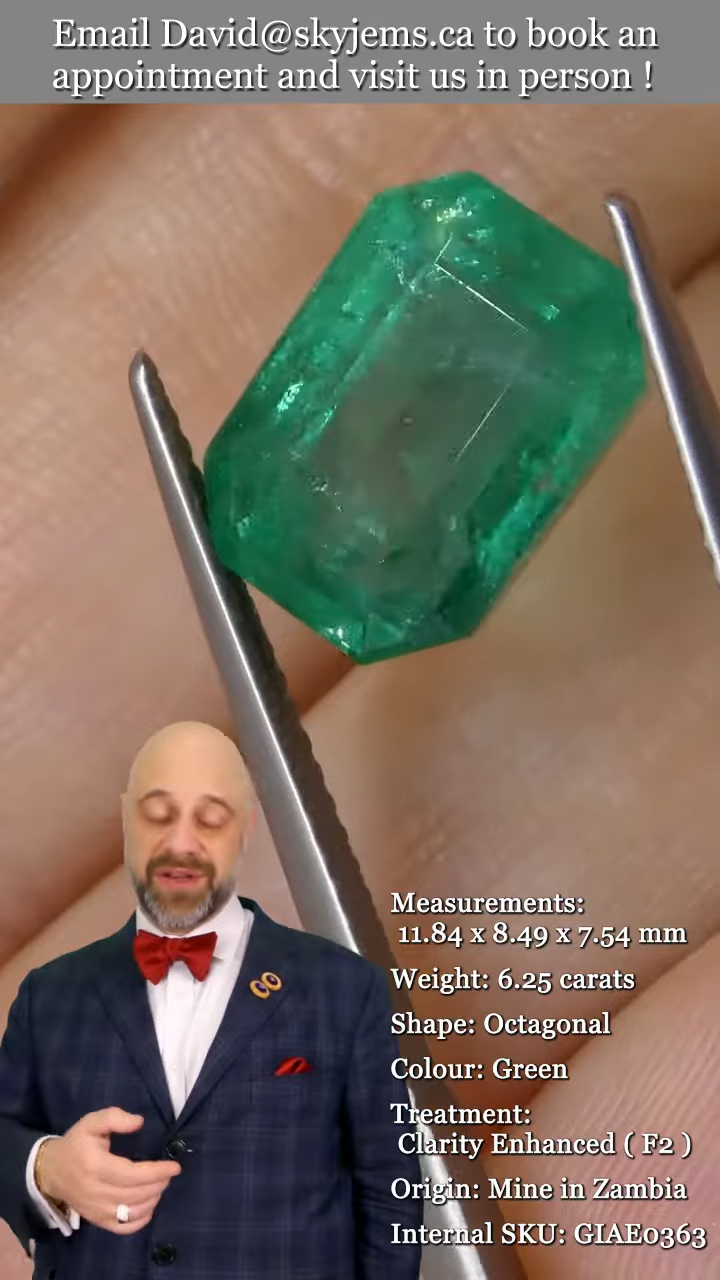 Email David@skyjems.ca to book an
appointment and visit us in person !
Measurements:
11.84 x 8.49 x 7.54 mm
Weight: 6.25 carats
Shape: Octagonal
Colour: Green
Treatment:
Clarity Enhanced ( F2 )
Origin: Mine in Zambia
Internal SKU: GIAE0363